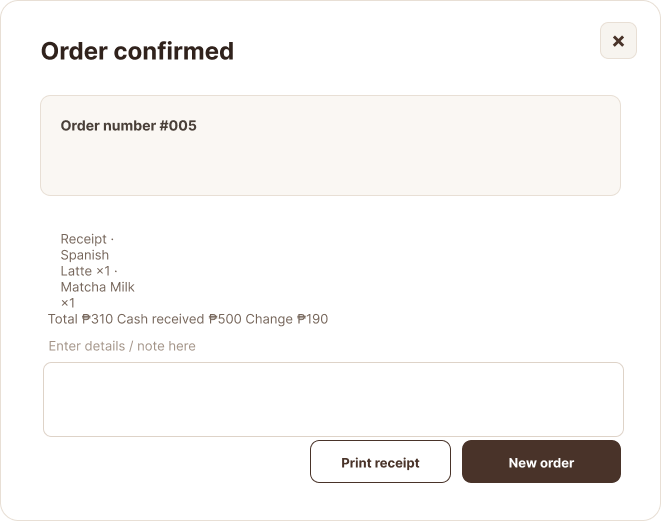 Order confirmed
×
Order number #005
Receipt ·
Spanish
Latte ×1 ·
Matcha Milk
×1
Total ₱310 Cash received ₱500 Change ₱190
Enter details / note here
Print receipt
New order